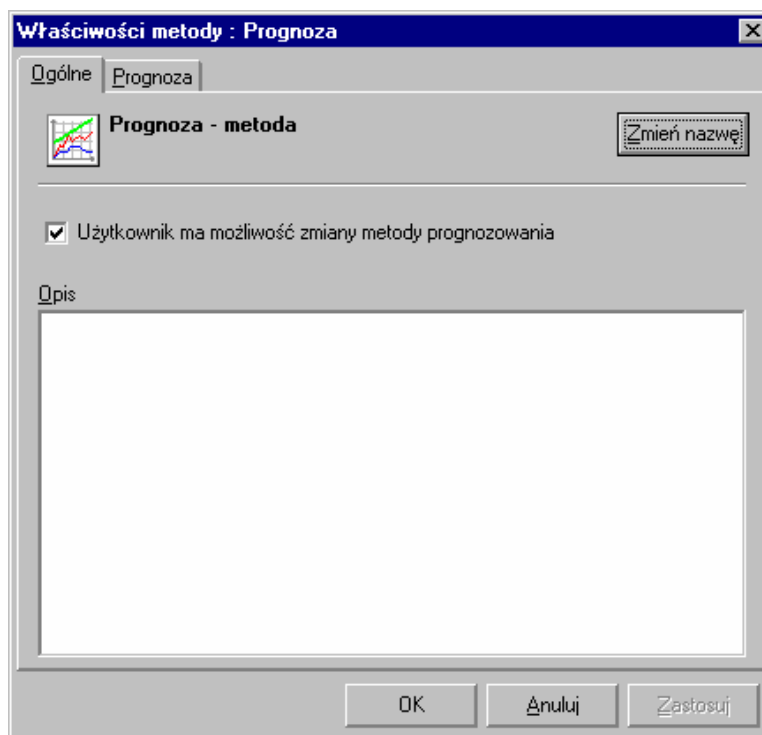 Właściwości metody : Prognoza
Ogólne Prognoza
Prognoza - metoda
Zmień nazwę
Użytkownik ma możliwość zmiany metody prognozowania
Opis
OK Anuluj Zastosuj